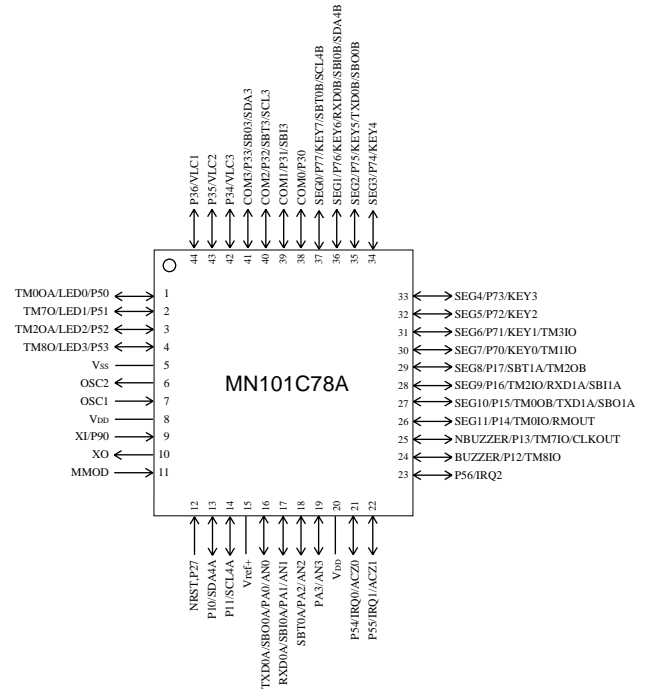 P36/VLC1
P35/VLC2
P34/VLC3
COM3/P33/SB03/SDA3
COM2/P32/SBT3/SCL3
COM1/P31/SBI3
COM0/P30
SEG0/P77/KEY7/SBT0B/SCL4B
SEG1/P76/KEY6/RXD0B/SBI0B/SDA4B
SEG2/P75/KEY5/TXD0B/SBO0B
SEG3/P74/KEY4
44
43
42
41
40
39
38
37
36
35
34
TM0OA/LED0/P50 1
TM7O/LED1/P51 2
TM2OA/LED2/P52 3
TM8O/LED3/P53 4
VSS 5
OSC2 6
OSC1 7
VDD 8
XI/P90 9
XO 10
MMOD 11
MN101C78A
33 SEG4/P73/KEY3
32 SEG5/P72/KEY2
31 SEG6/P71/KEY1/TM3IO
30 SEG7/P70/KEY0/TM1IO
29 SEG8/P17/SBT1A/TM2OB
28 SEG9/P16/TM2IO/RXD1A/SBI1A
27 SEG10/P15/TM0OB/TXD1A/SBO1A
26 SEG11/P14/TM0IO/RMOUT
25 NBUZZER/P13/TM7IO/CLKOUT
24 BUZZER/P12/TM8IO
23 P56/IRQ2
12
13
14
15
16
17
18
19
20
21
22
NRST,P27
P10/SDA4A
P11/SCL4A
Vref+
TXD0A/SBO0A/PA0/AN0
RXD0A/SBI0A/PA1/AN1
SBT0A/PA2/AN2
PA3/AN3
VDD
P54/IRQ0/ACZ0
P55/IRQ1/ACZ1